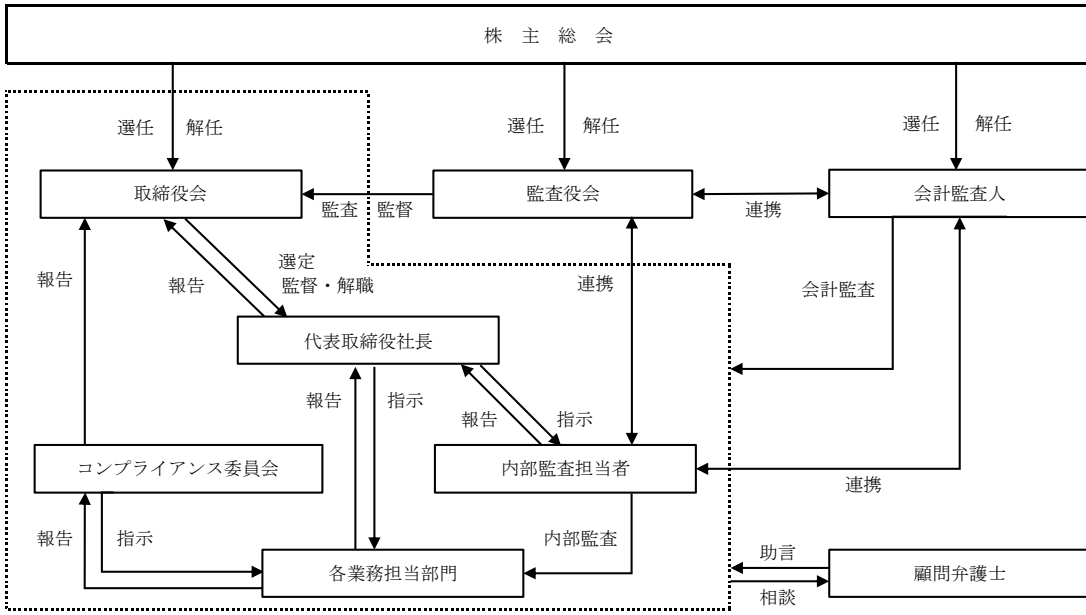 株主総会
選任 解任
選任 解任
選任 解任
取締役会
監査役会
会計監査人
監査 監督
連携
報告
報告
選定
監督・解職
連携
会計監査
代表取締役社長
報告
指示
報告
指示
コンプライアンス委員会
内部監査担当者
連携
報告
指示
内部監査
各業務担当部門
助言
顧問弁護士
相談